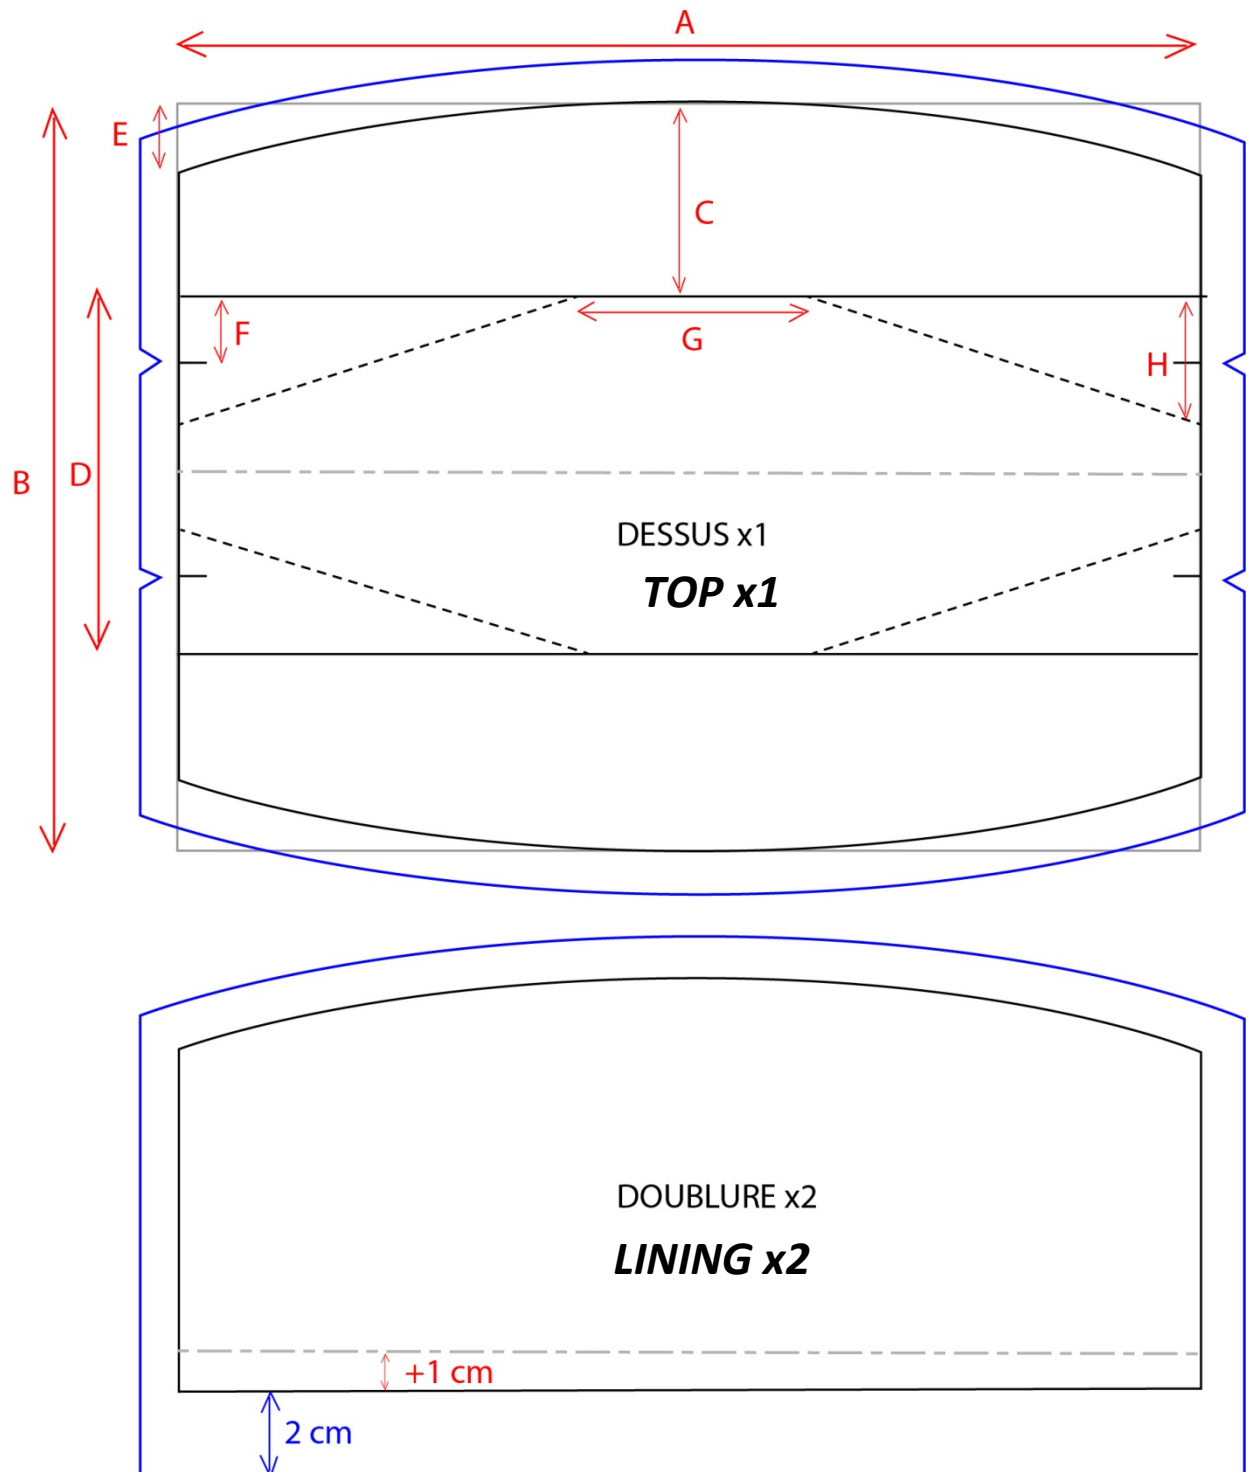 A
E
C
F
G
H
B
D
DESSUS x1
TOP x1
DOUBLURE x2
LINING x2
+1 cm
2 cm